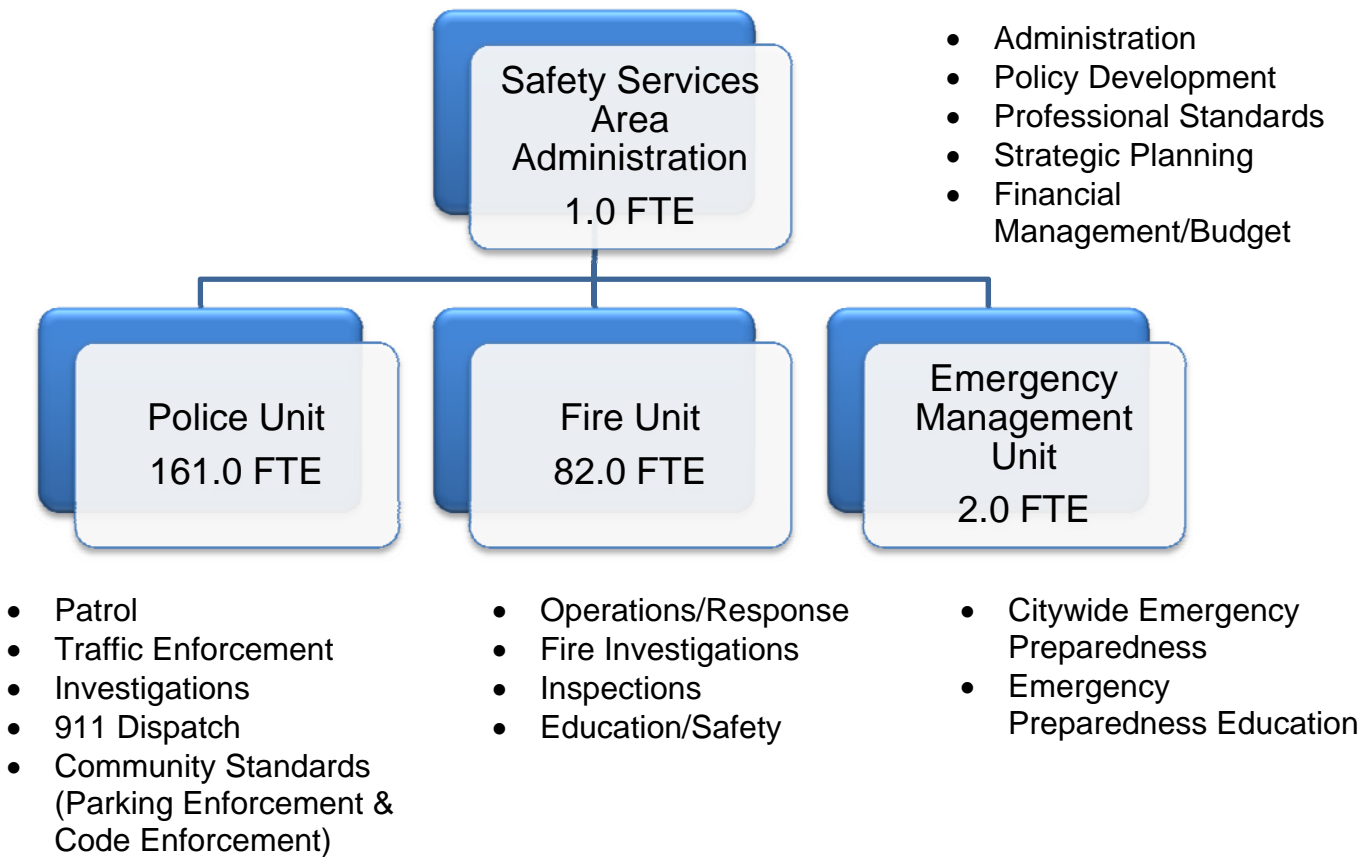 Safety Services
Area
Administration
1.0 FTE
• Administration
• Policy Development
• Professional Standards
• Strategic Planning
• Financial
Management/Budget
Police Unit
161.0 FTE
Fire Unit
82.0 FTE
Emergency
Management
Unit
2.0 FTE
• Patrol
• Traffic Enforcement
• Investigations
• 911 Dispatch
• Community Standards
(Parking Enforcement &
Code Enforcement)
• Operations/Response
• Fire Investigations
• Inspections
• Education/Safety
• Citywide Emergency
Preparedness
• Emergency
Preparedness Education